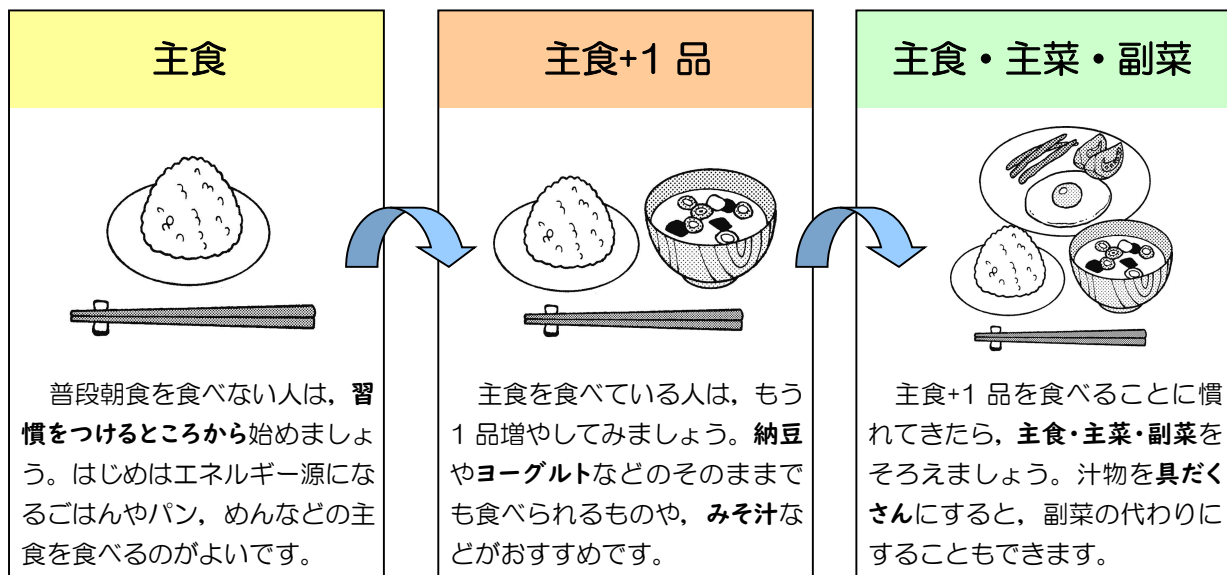 主食
普段朝食を食べない人は，習
慣をつけるところから始めましょ
う。はじめはエネルギー源にな
るごはんやパン，めんなどの主
食を食べるのがよいです。
主食+1 品
主食を食べている人は，もう
1 品増やしてみましょう。納豆
やヨーグルトなどのそのままで
も食べられるものや，みそ汁な
どがおすすめです。
主食・主菜・副菜
主食+1 品を食べることに慣
れてきたら，主食・主菜・副菜を
そろえましょう。汁物を具だく
さんにすると，副菜の代わりに
することもできます。